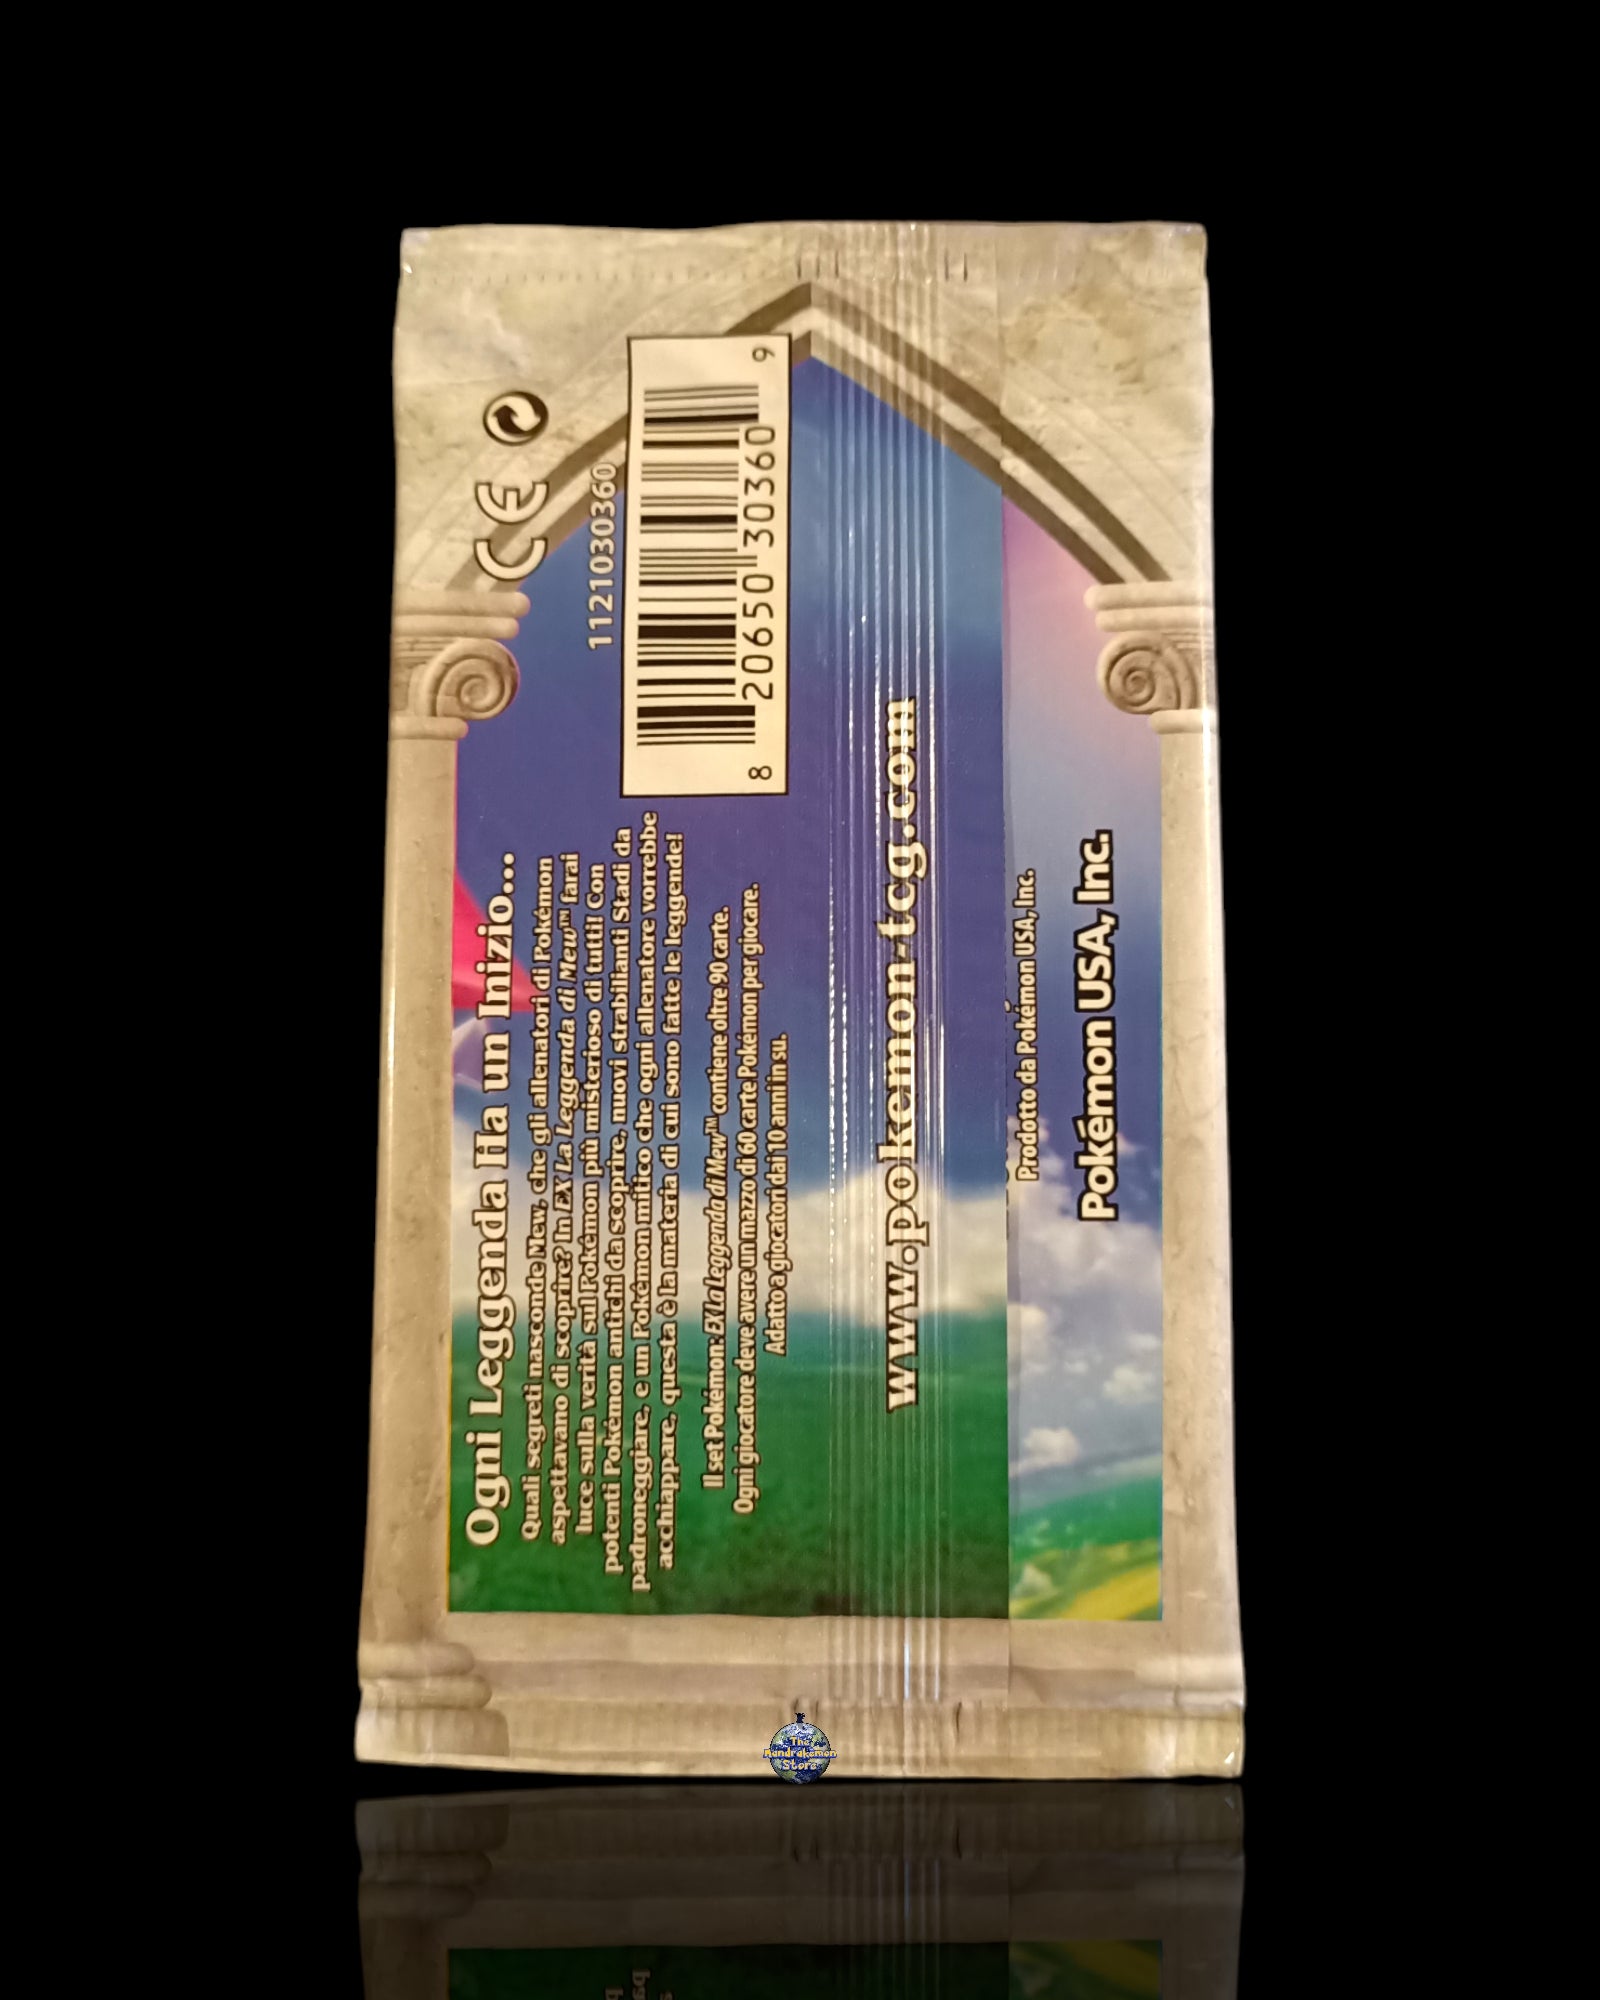 Ogni Leggenda Ha un Inizio...
Quali segreti nasconde Mew, che gli allenatori di Pokémon
aspettavano di scoprire? In EX La Leggenda di Mew™ farai
luce sulla verità sul Pokémon più misterioso di tutti! Con
potenti Pokémon antichi da scoprire, nuovi strabilianti Stadi da
padroneggiare, e un Pokémon mitico che ogni allenatore vorrebbe
acchiappare, questa è la materia di cui sono fatte le leggende!
Il set Pokémon: EX La Leggenda di Mew™ contiene oltre 90 carte.
Ogni giocatore deve avere un mazzo di 60 carte Pokémon per giocare.
Adatto a giocatori dai 10 anni in su.
CE
112103036​0
8 20650 30360 9
www.pokemon-tcg.com
Prodotto da Pokémon USA, Inc.
Pokémon USA, Inc.
The
Mandrakemon
Store